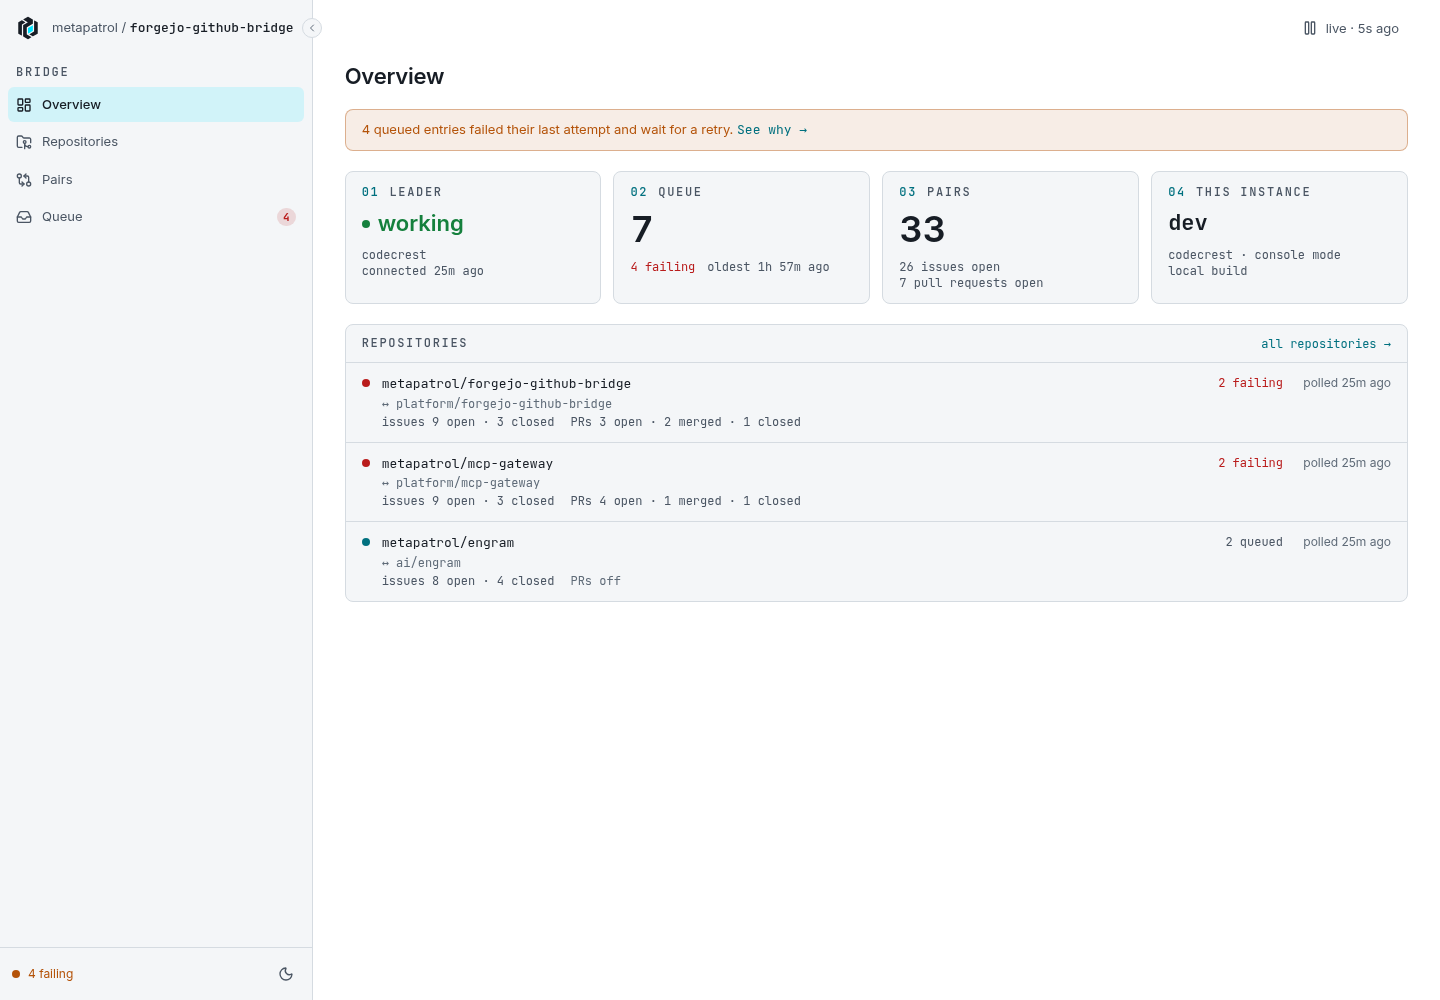 metapatrol / forgejo-github-bridge
live · 5s ago
BRIDGE
Overview
Repositories
Pairs
Queue 4
Overview
4 queued entries failed their last attempt and wait for a retry. See why →
01 LEADER
working
codecrest
connected 25m ago
02 QUEUE
7
4 failing oldest 1h 57m ago
03 PAIRS
33
26 issues open
7 pull requests open
04 THIS INSTANCE
dev
codecrest · console mode
local build
REPOSITORIES all repositories →
metapatrol/forgejo-github-bridge 2 failing polled 25m ago
↔ platform/forgejo-github-bridge
issues 9 open · 3 closed PRs 3 open · 2 merged · 1 closed
metapatrol/mcp-gateway 2 failing polled 25m ago
↔ platform/mcp-gateway
issues 9 open · 3 closed PRs 4 open · 1 merged · 1 closed
metapatrol/engram 2 queued polled 25m ago
↔ ai/engram
issues 8 open · 4 closed PRs off
4 failing